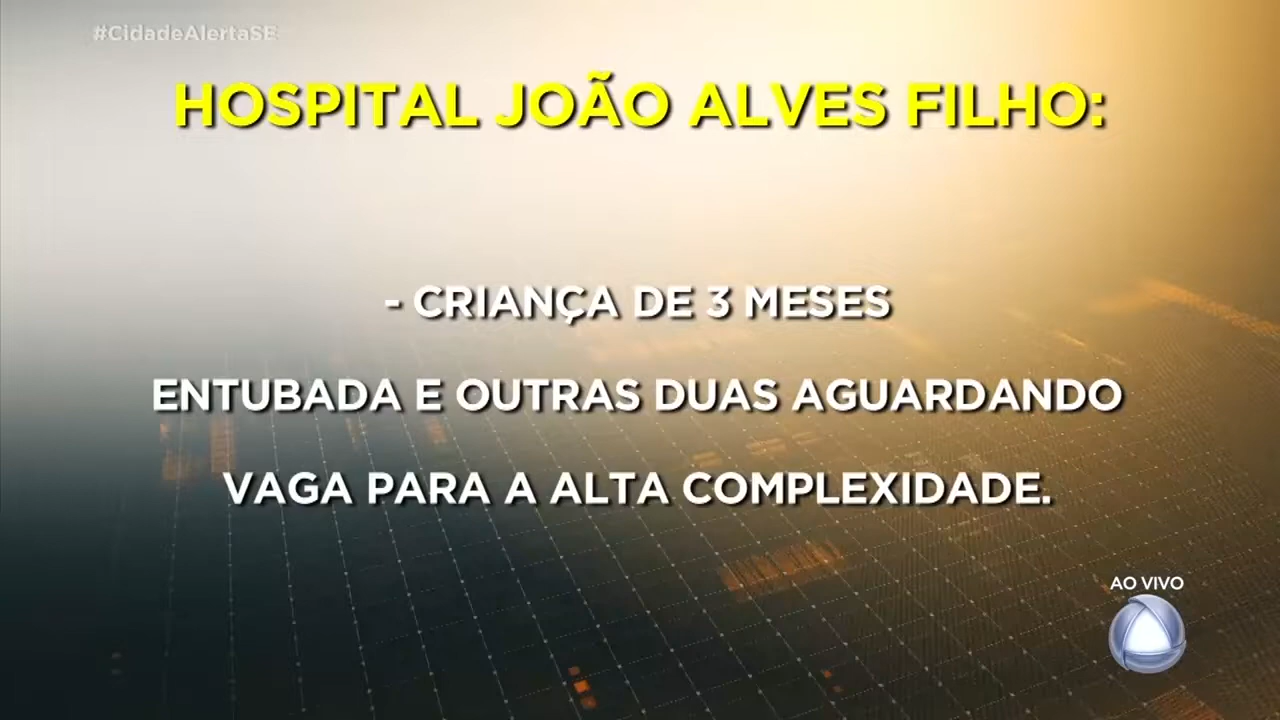 #CidadeAlertaSE
HOSPITAL JOÃO ALVES FILHO:
- CRIANÇA DE 3 MESES
ENTUBADA E OUTRAS DUAS AGUARDANDO
VAGA PARA A ALTA COMPLEXIDADE.
AO VIVO